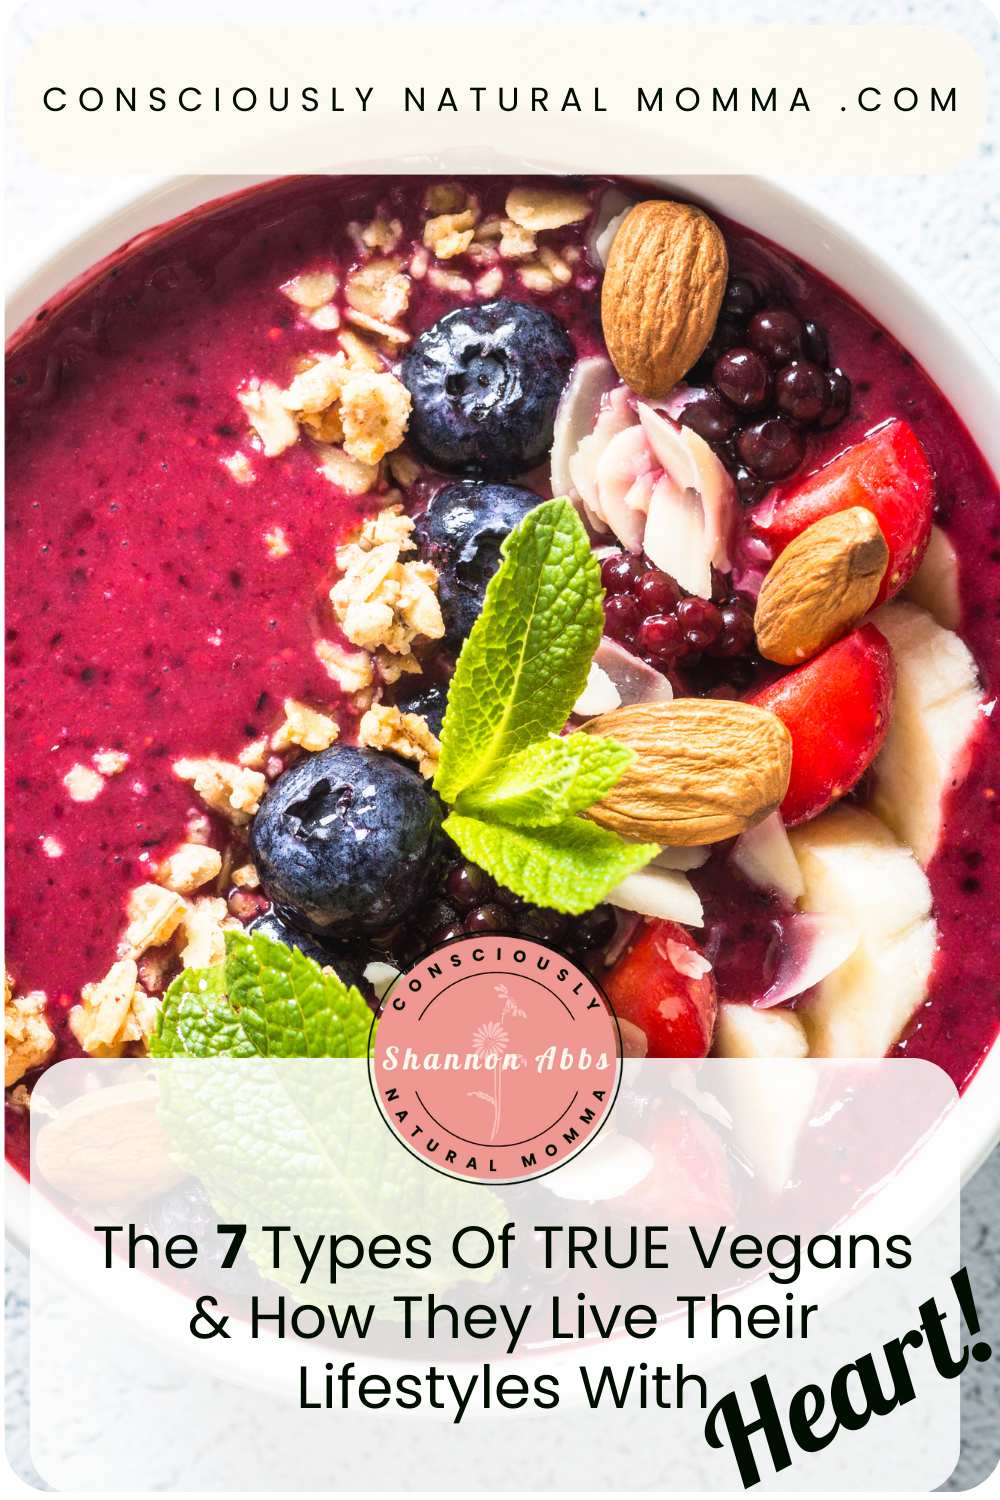 CONSCIOUSLY NATURAL MOMMA .COM
CONSCIOUSLY
Shannon Abbs
NATURAL MOMMA
The 7 Types Of TRUE Vegans
& How They Live Their
Lifestyles With
Heart!